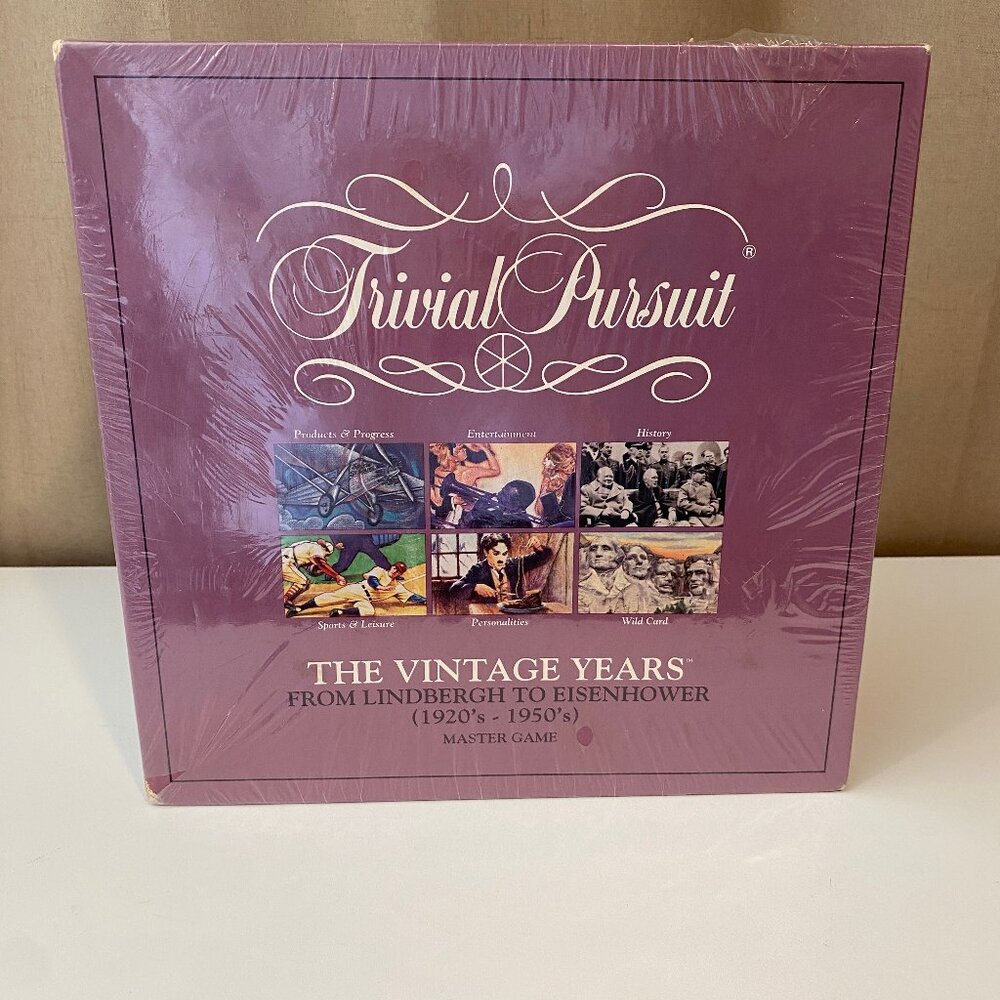 Trivial Pursuit®
Products & Progress
Entertainment
History
Sports & Leisure
Personalities
Wild Card
THE VINTAGE YEARS™
FROM LINDBERGH TO EISENHOWER
(1920's - 1950's)
MASTER GAME